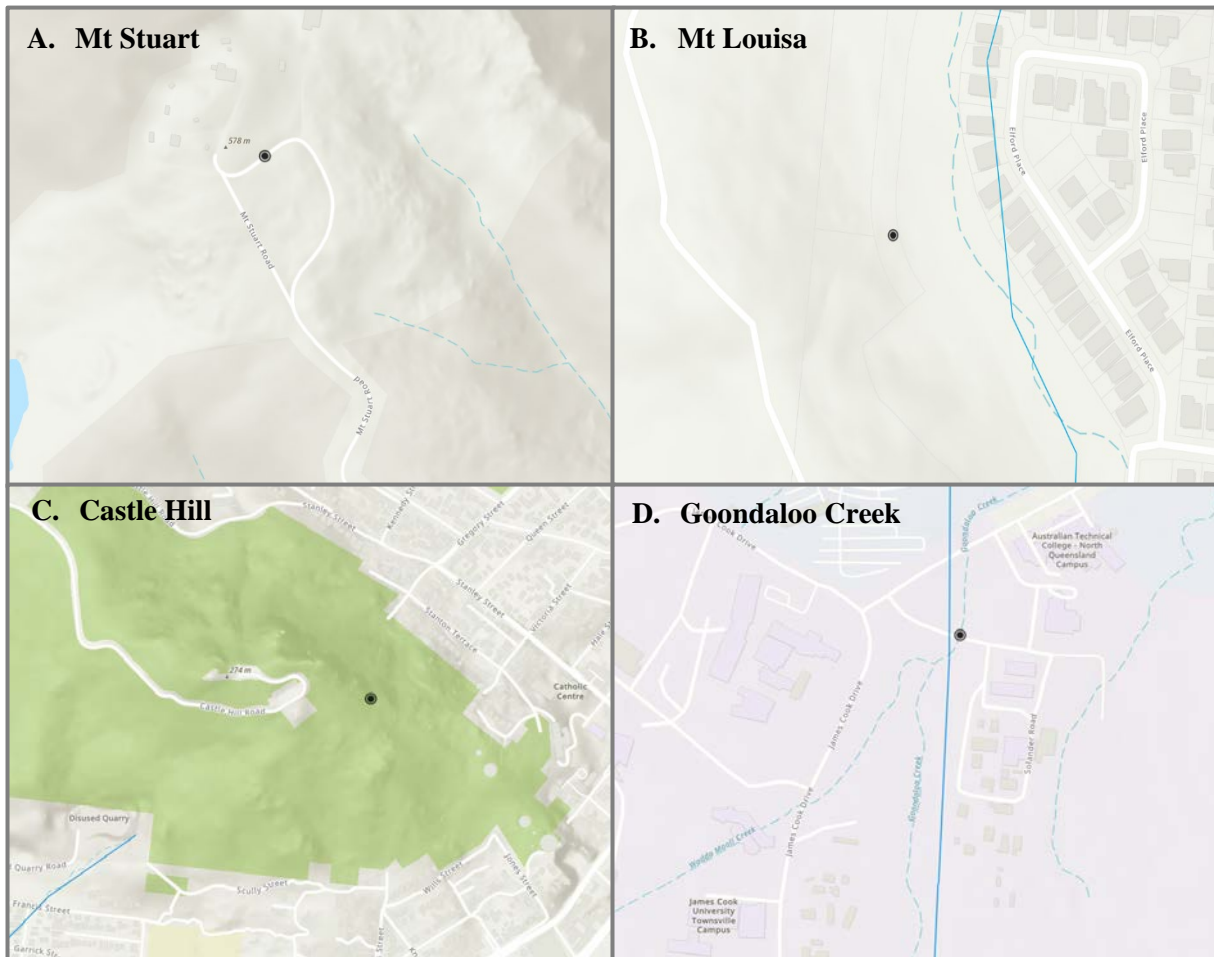 A. Mt Stuart
578 m
Mt Stuart Road
Mt Stuart Road
B. Mt Louisa
Elford Place
Elford Place
Elford Place
C. Castle Hill
Stanley Street
Kennedy
Gregory Street
Queen Street
Stanley Street
Victoria Street
Stanton Terrace
Hale
274 m
Castle Hill Road
Catholic
Centre
Disused Quarry
Quarry Road
Scully Street
Wills Street
Jones Street
Francis Street
Garrick
D. Goondaloo Creek
Cook Drive
Goondaloo Creek
Australian Technical
College - North
Queensland
Campus
James Cook Drive
Solander Road
Goondaloo Creek
Wadda Mooli Creek
James Cook Drive
James Cook
University
Townsville
Campus